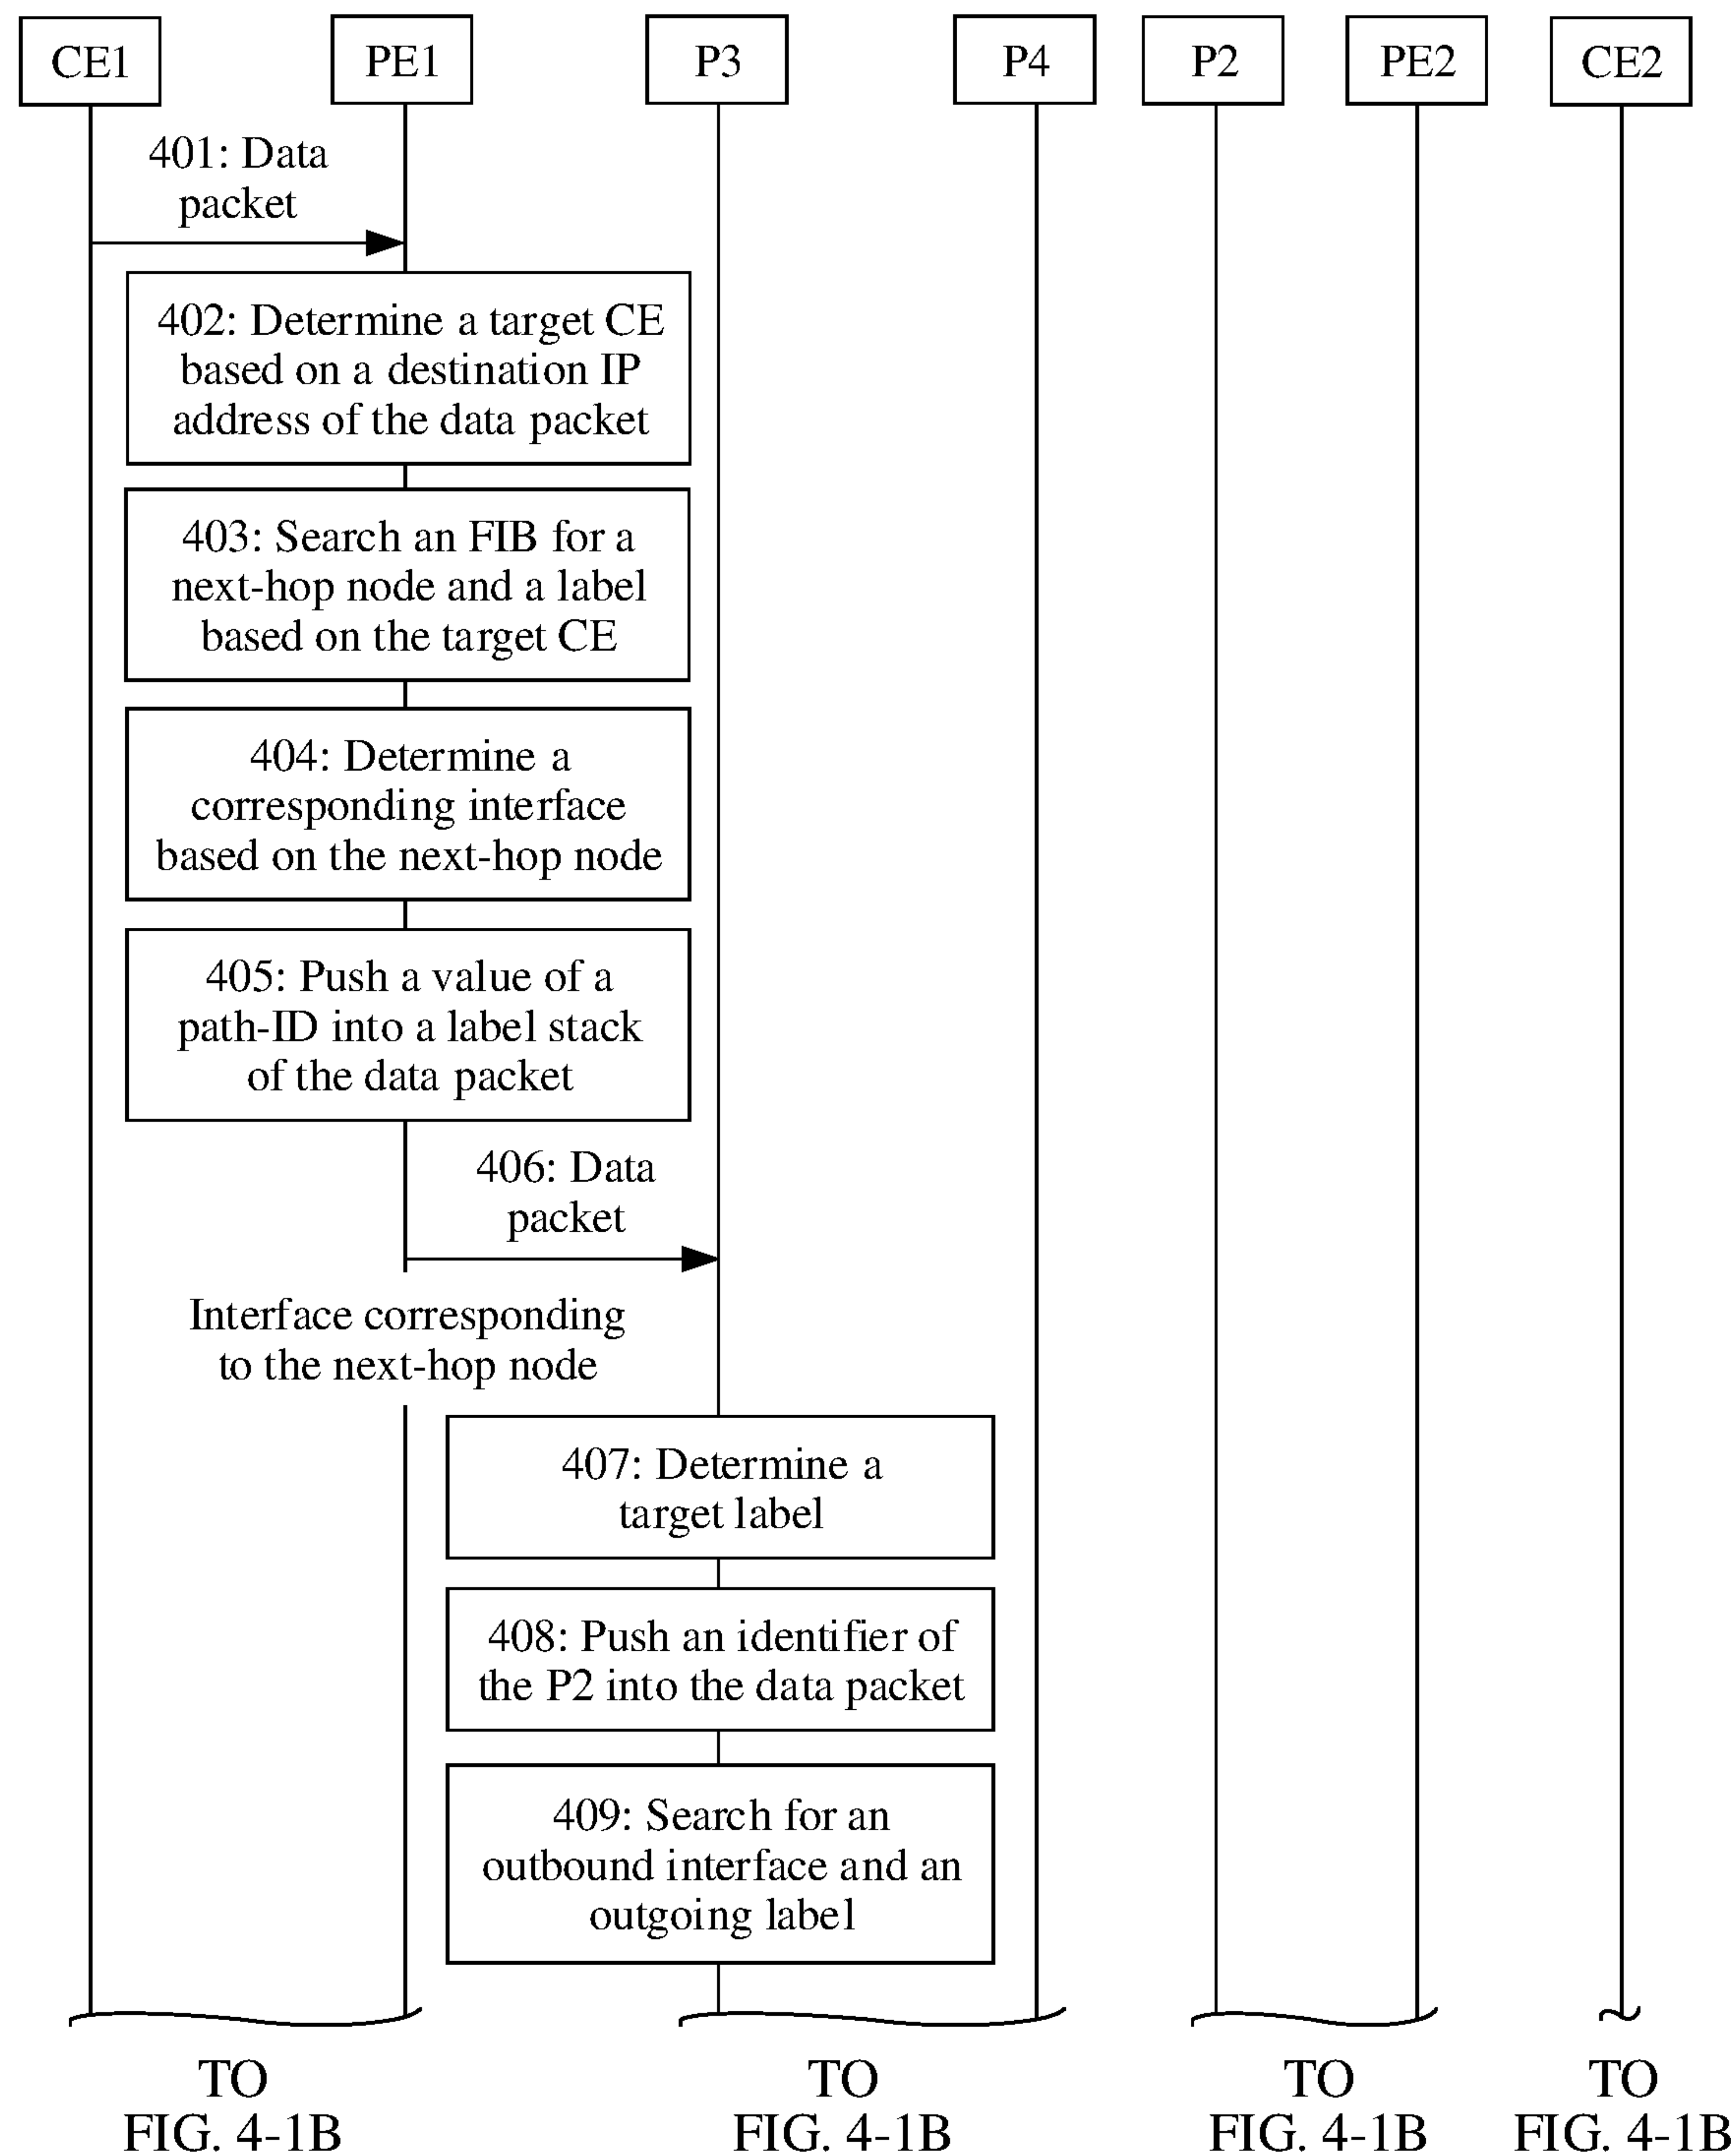 CE1
PE1
P3
P4
P2
PE2
CE2
401: Data
packet
402: Determine a target CE
based on a destination IP
address of the data packet
403: Search an FIB for a
next-hop node and a label
based on the target CE
404: Determine a
corresponding interface
based on the next-hop node
405: Push a value of a
path-ID into a label stack
of the data packet
406: Data
packet
Interface corresponding
to the next-hop node
407: Determine a
target label
408: Push an identifier of
the P2 into the data packet
409: Search for an
outbound interface and an
outgoing label
TO
FIG. 4-1B
TO
FIG. 4-1B
TO
FIG. 4-1B
TO
FIG. 4-1B